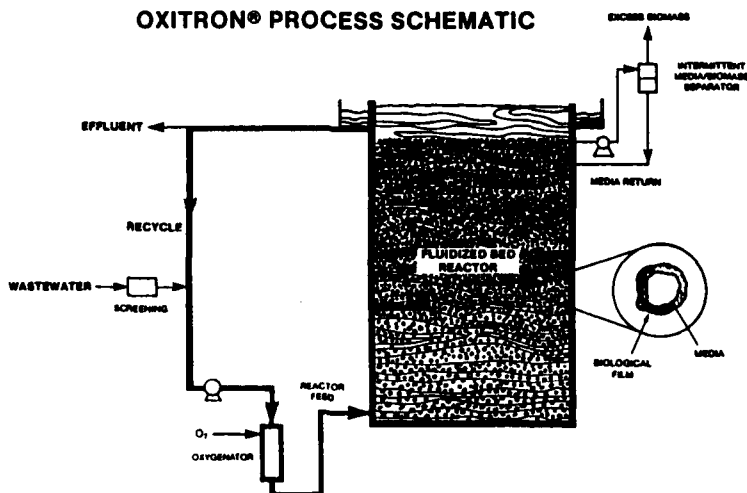 OXITRON® PROCESS SCHEMATIC
EXCESS BIOMASS
INTERMITTENT
MEDIA/BIOMASS
SEPARATOR
EFFLUENT
MEDIA RETURN
RECYCLE
FLUIDIZED BED
REACTOR
WASTEWATER
SCREENING
MEDIA
BIOLOGICAL
FILM
REACTOR
FEED
O₂
OXYGENATOR